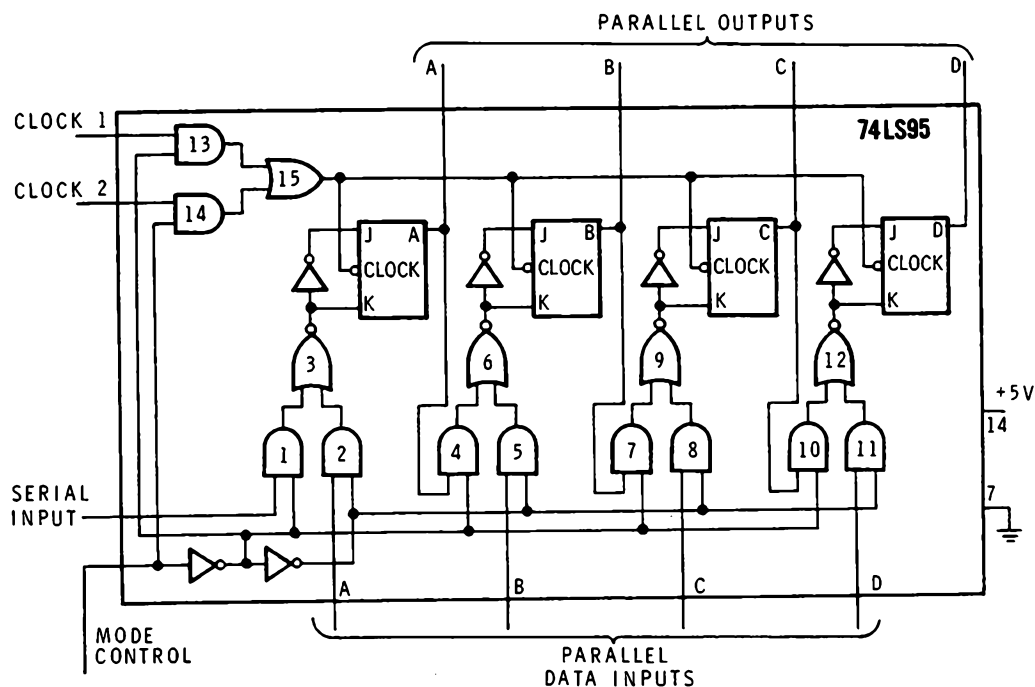 PARALLEL OUTPUTS
A B C D
CLOCK 1
74LS95
13
15
CLOCK 2
14
J A J B J C J D
CLOCK CLOCK CLOCK CLOCK
K K K K
3 6 9 12
+5V
14
1 2 4 5 7 8 10 11
SERIAL
INPUT
7
A B C D
MODE
CONTROL
PARALLEL
DATA INPUTS